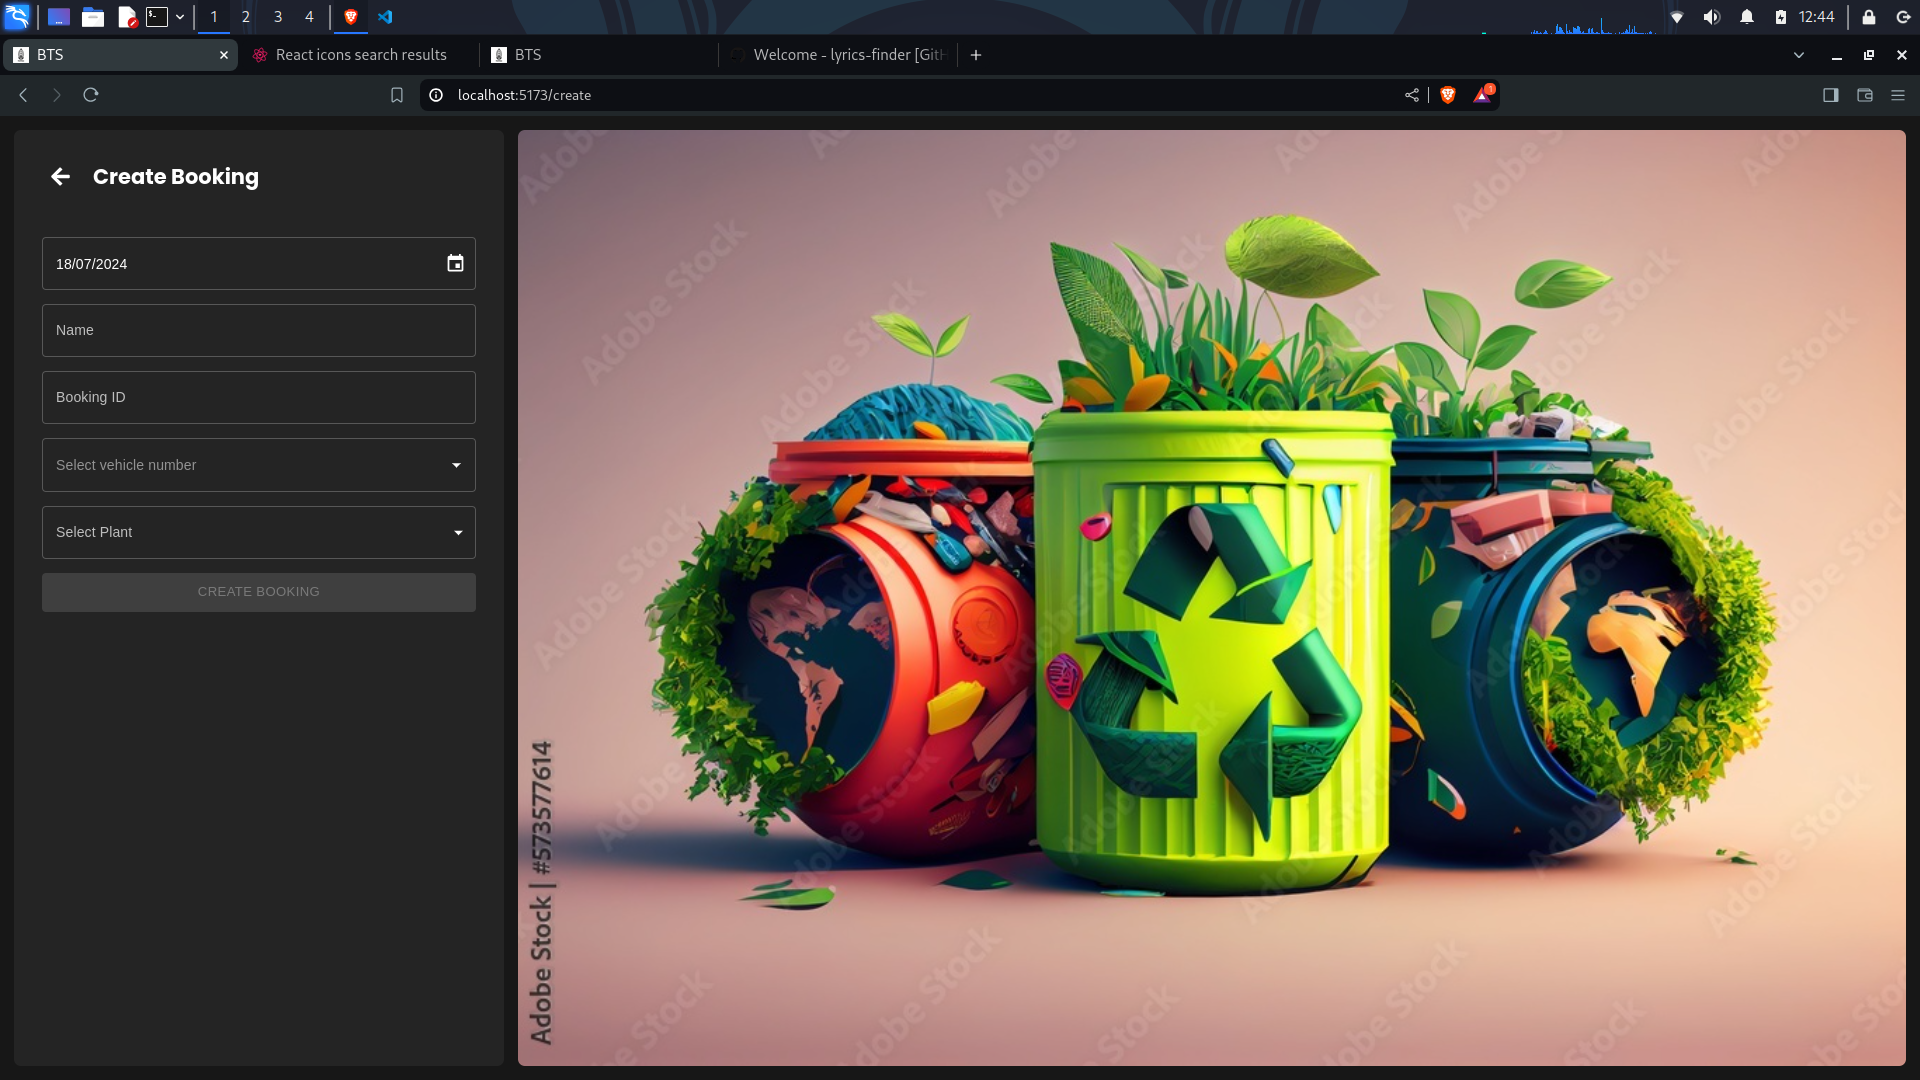 1 2 3 4
12:44
BTS
React icons search results
BTS
Welcome - lyrics-finder [GitH
localhost:5173/create
1
Create Booking
18/07/2024
Name
Booking ID
Select vehicle number
Select Plant
CREATE BOOKING
Adobe Stock | #573577614
Adobe Stock